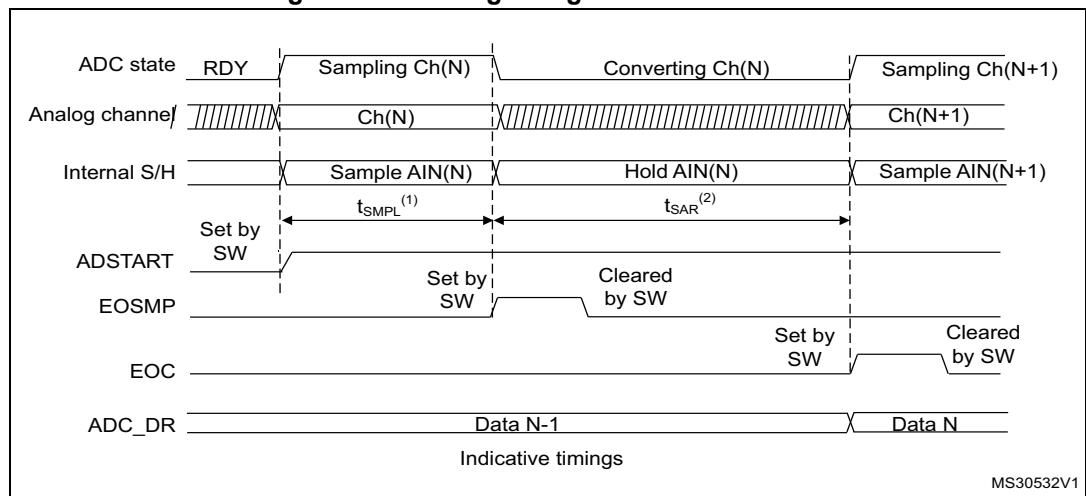 ADC state RDY Sampling Ch(N) Converting Ch(N) Sampling Ch(N+1)
Analog channel Ch(N) Ch(N+1)
Internal S/H Sample AIN(N) Hold AIN(N) Sample AIN(N+1)
tSMPL(1) tSAR(2)
Set by
SW
ADSTART
Set by
SW
Cleared
by SW
EOSMP
Set by
SW
Cleared
by SW
EOC
ADC_DR Data N-1 Data N
Indicative timings
MS30532V1